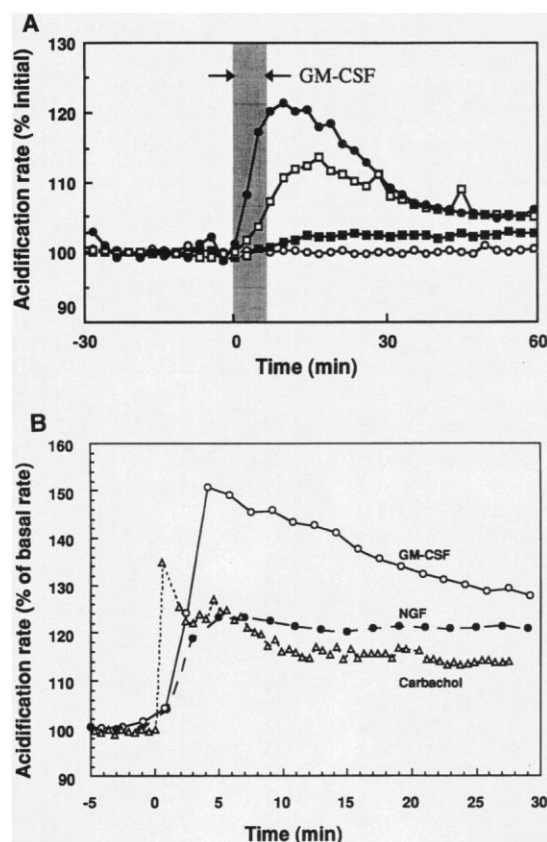 A
Acidification rate (% initial)
130
120
110
100
90
GM-CSF
-30
0
30
60
Time (min)
B
Acidification rate (% of basal rate)
160
150
140
130
120
110
100
90
GM-CSF
NGF
Carbachol
-5
0
5
10
15
20
25
30
Time (min)